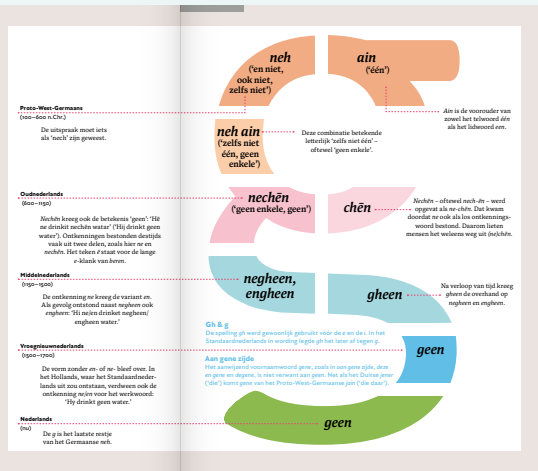 neh
('en niet,
ook niet,
zelfs niet')
ain
('één')
Proto-West-Germaans
(100–600 n.Chr.)
De uitspraak moet iets
als 'nech' zijn geweest.
Ain is de voorouder van
zowel het telwoord één
als het lidwoord een.
neh ain
('zelfs niet
één, geen
enkele')
Deze combinatie betekende
letterlijk 'zelfs niet één' –
oftewel 'geen enkele'.
Oudnederlands
(600–1150)
Nechēn kreeg ook de betekenis 'geen': 'Hē
ne drinkit nechēn watar' ('Hij drinkt geen
water'). Ontkenningen bestonden destijds
vaak uit twee delen, zoals hier ne en
nechēn. Het teken ē staat voor de lange
e-klank van beren.
nechēn
('geen enkele, geen')
chēn
Nechēn – oftewel nech-ēn – werd
opgevat als ne-chēn. Dat kwam
doordat ne ook als los ontkennings-
woord bestond. Daarom lieten
mensen het weleens weg uit (ne)chēn.
Middelnederlands
(1150–1500)
De ontkenning ne kreeg de variant en.
Als gevolg ontstond naast negheen ook
engheen: 'Hi ne/en drinket negheen/
engheen water.'
negheen,
engheen
gheen
Na verloop van tijd kreeg
gheen de overhand op
negheen en engheen.
Gh & g
De spelling gh werd gewoonlijk gebruikt vóór de e en de i. In het
Standaardnederlands in wording legde gh het later af tegen g.
Aan gene zijde
Het aanwijzend voornaamwoord gene, zoals in aan gene zijde, deze
en gene en degene, is niet verwant aan geen. Net als het Duitse jener
('die') komt gene van het Proto-West-Germaanse jain ('die daar').
Vroegnieuwnederlands
(1500–1700)
De vorm zonder en- of ne- bleef over. In
het Hollands, waar het Standaardneder-
lands uit zou ontstaan, verdween ook de
ontkenning ne/en voor het werkwoord:
'Hy drinkt geen water.'
geen
Nederlands
(nu)
De g is het laatste restje
van het Germaanse neh.
geen